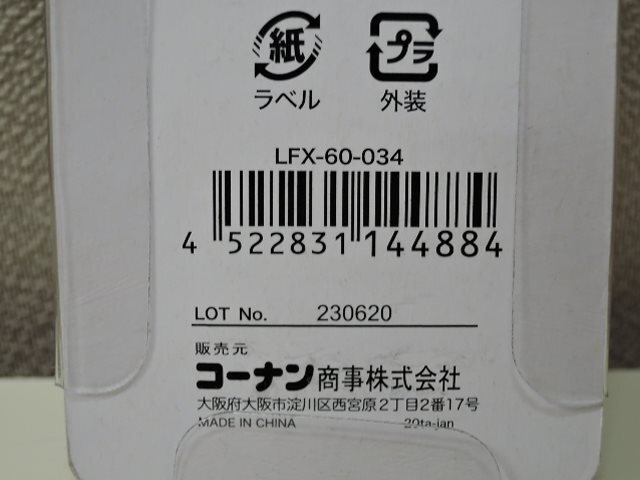 紙 プラ
ラベル 外装
LFX-60-034
4 522831 144884
LOT No. 230620
販売元
コーナン商事株式会社
大阪府大阪市淀川区西宮原2丁目2番17号
MADE IN CHINA 20ta-jan